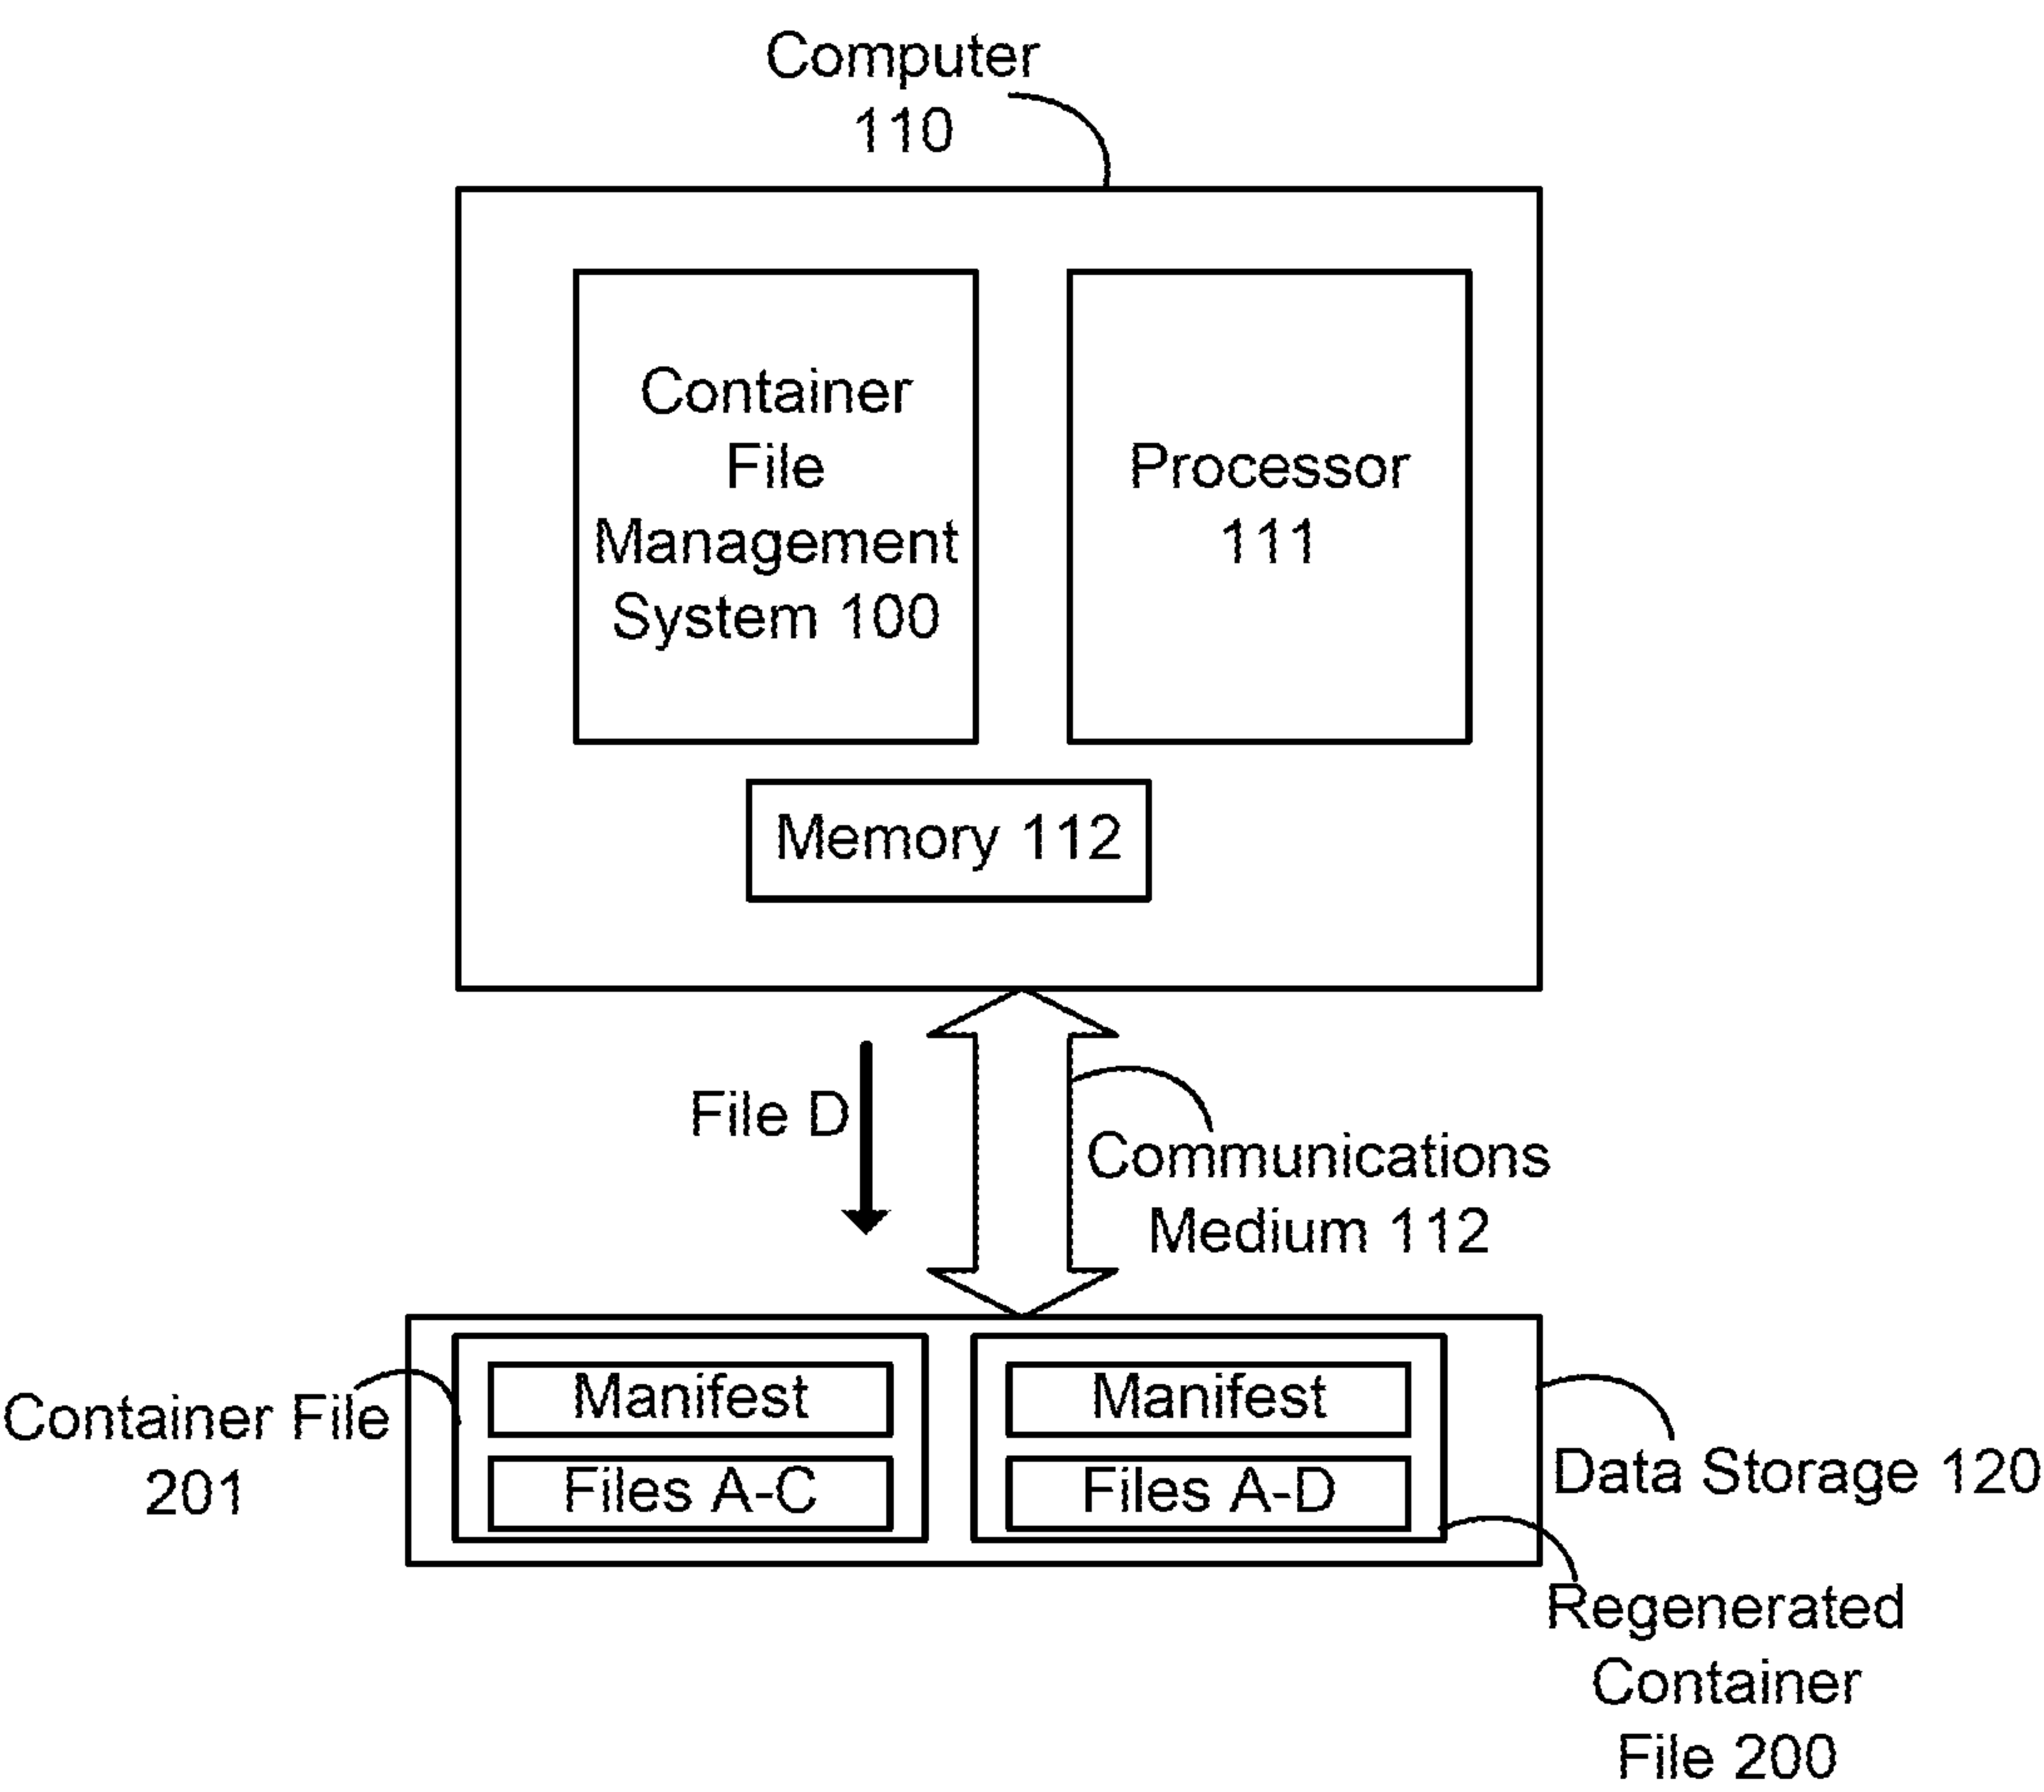 Computer
110
Container
File
Management
System 100
Processor
111
Memory 112
File D
Communications
Medium 112
Container File
201
Manifest
Files A-C
Manifest
Files A-D
Data Storage 120
Regenerated
Container
File 200